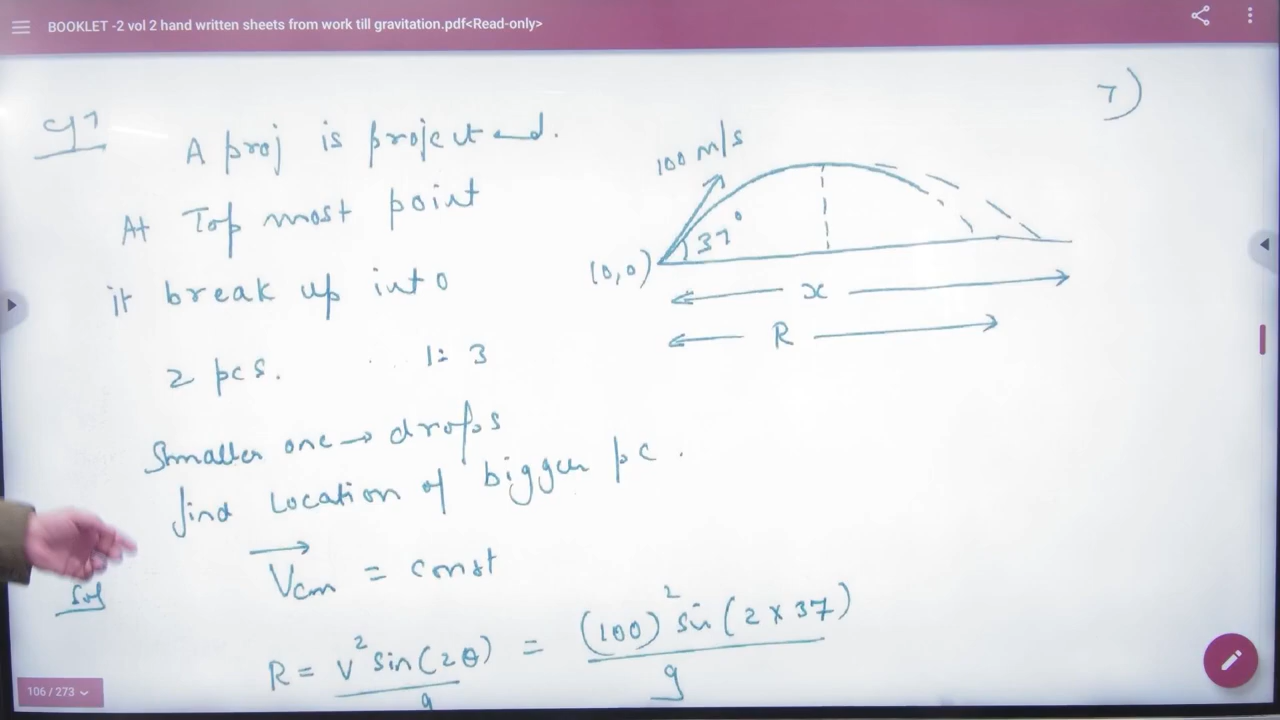 BOOKLET -2 vol 2 hand written sheets from work till gravitation.pdf<Read-only>
7)
A proj is projected.
At Top most point
it break up into
2 pcs. 1: 3
Smaller one → drops
find Location of bigger pc.
100 m/s
37°
(0,0)
x
R
Sol
V⃗cm = const
R = v² sin(2θ) / g = (100)² sin(2 x 37) / g
106 / 273